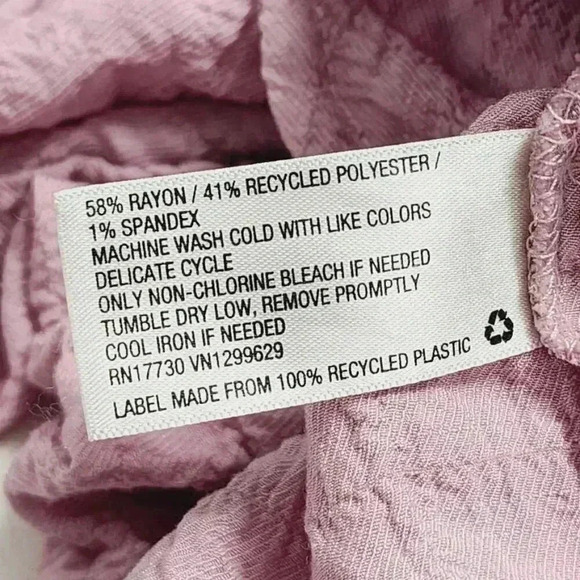 58% RAYON / 41% RECYCLED POLYESTER /
1% SPANDEX
MACHINE WASH COLD WITH LIKE COLORS
DELICATE CYCLE
ONLY NON-CHLORINE BLEACH IF NEEDED
TUMBLE DRY LOW, REMOVE PROMPTLY
COOL IRON IF NEEDED
RN17730 VN1299629
LABEL MADE FROM 100% RECYCLED PLASTIC